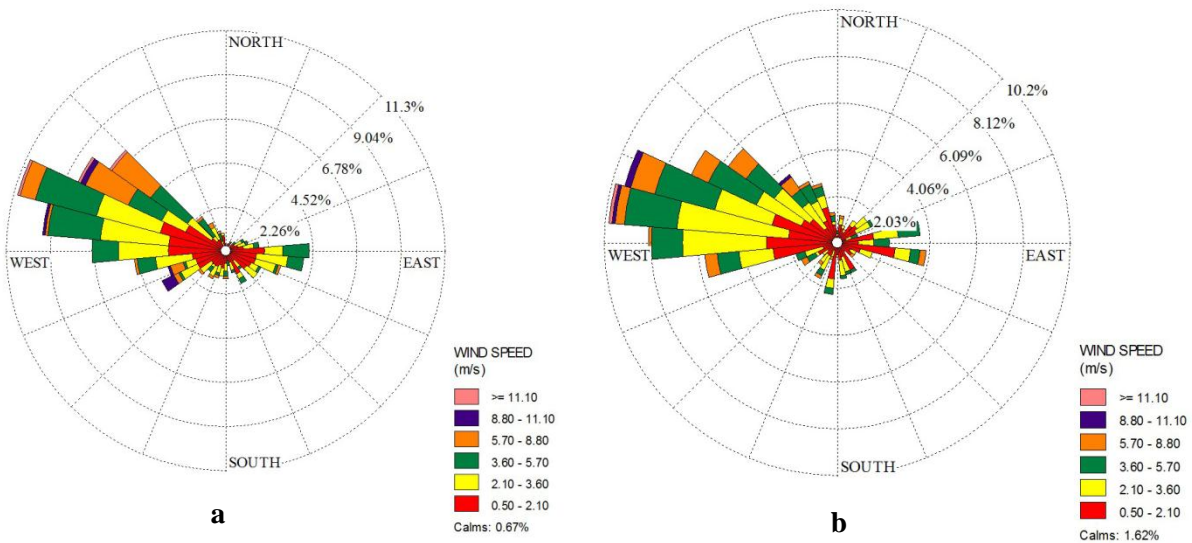 NORTH
11.3%
9.04%
6.78%
4.52%
2.26%
WEST
EAST
SOUTH
WIND SPEED
(m/s)
>= 11.10
8.80 - 11.10
5.70 - 8.80
3.60 - 5.70
2.10 - 3.60
0.50 - 2.10
Calms: 0.67%
a
NORTH
10.2%
8.12%
6.09%
4.06%
2.03%
WEST
EAST
SOUTH
WIND SPEED
(m/s)
>= 11.10
8.80 - 11.10
5.70 - 8.80
3.60 - 5.70
2.10 - 3.60
0.50 - 2.10
Calms: 1.62%
b